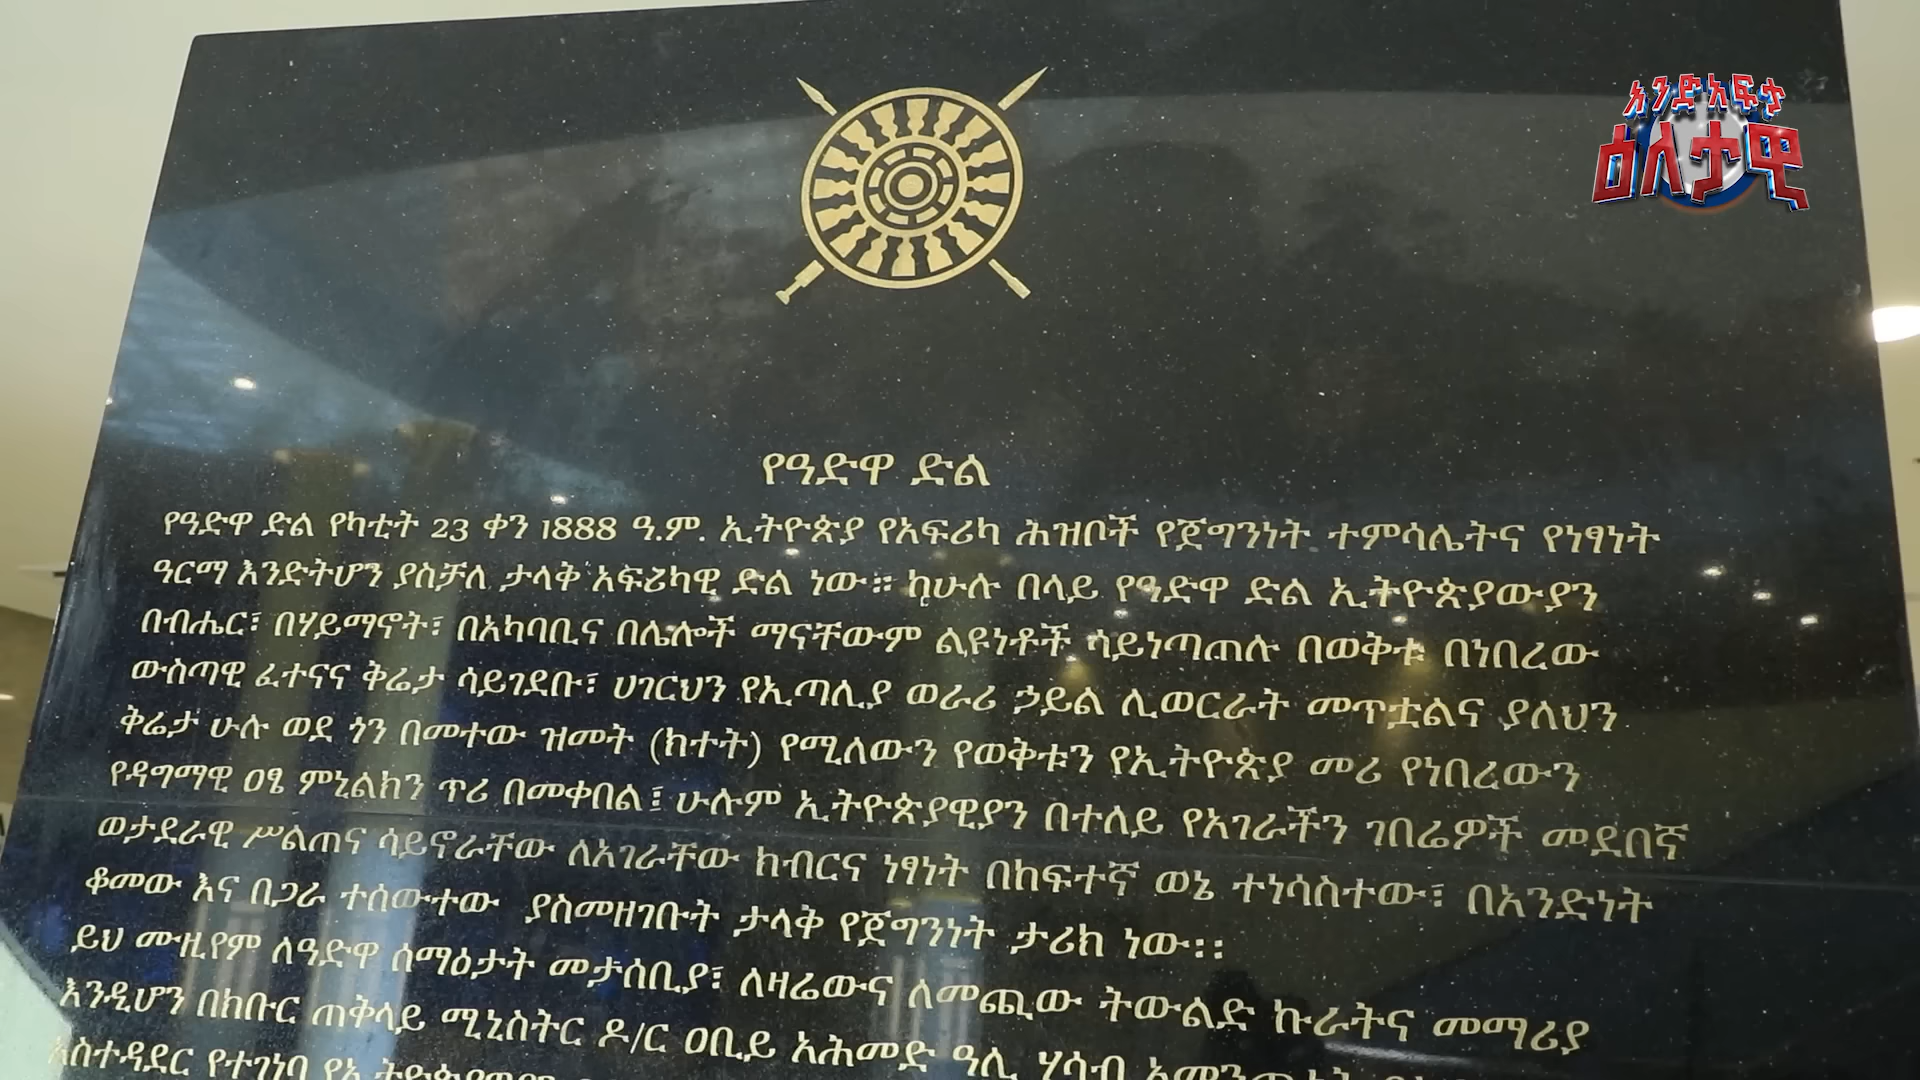 አንድአፍታ
ዕለታዊ
የዓድዋ ድል
የዓድዋ ድል የካቲት 23 ቀን 1888 ዓ.ም. ኢትዮጵያ የአፍሪካ ሕዝቦች የጀግንነት ተምሳሌትና የነፃነት
ዓርማ እንድትሆን ያስቻለ ታላቅ አፍሪካዊ ድል ነው። ከሁሉ በላይ የዓድዋ ድል ኢትዮጵያውያን
በብሔር፣ በሃይማኖት፣ በአካባቢና በሌሎች ማናቸውም ልዩነቶች ሳይነጣጠሉ በወቅቱ በነበረው
ውስጣዊ ፈተናና ቅሬታ ሳይገደቡ፣ ሀገርህን የኢጣሊያ ወራሪ ኃይል ሊወርራት መጥቷልና ያለህን
ቅሬታ ሁሉ ወደ ጎን በመተው ዝመት (ክተት) የሚለውን የወቅቱን የኢትዮጵያ መሪ የነበረውን
የዳግማዊ ዐፄ ምኒልክን ጥሪ በመቀበል፤ ሁሉም ኢትዮጵያዊያን በተለይ የአገራችን ገበሬዎች መደበኛ
ወታደራዊ ሥልጠና ሳይኖራቸው ለአገራቸው ክብርና ነፃነት በከፍተኛ ወኔ ተነሳስተው፣ በአንድነት
ቆመው እና በጋራ ተሰውተው ያስመዘገቡት ታላቅ የጀግንነት ታሪክ ነው፡፡
ይህ ሙዚየም ለዓድዋ ሰማዕታት መታሰቢያ፣ ለዛሬውና ለመጪው ትውልድ ኩራትና መማሪያ
እንዲሆን በክቡር ጠቅላይ ሚኒስትር ዶ/ር ዐቢይ አሕመድ ዓሊ ሃሳብ አመንጪነት
አስተዳደር የተገነባ